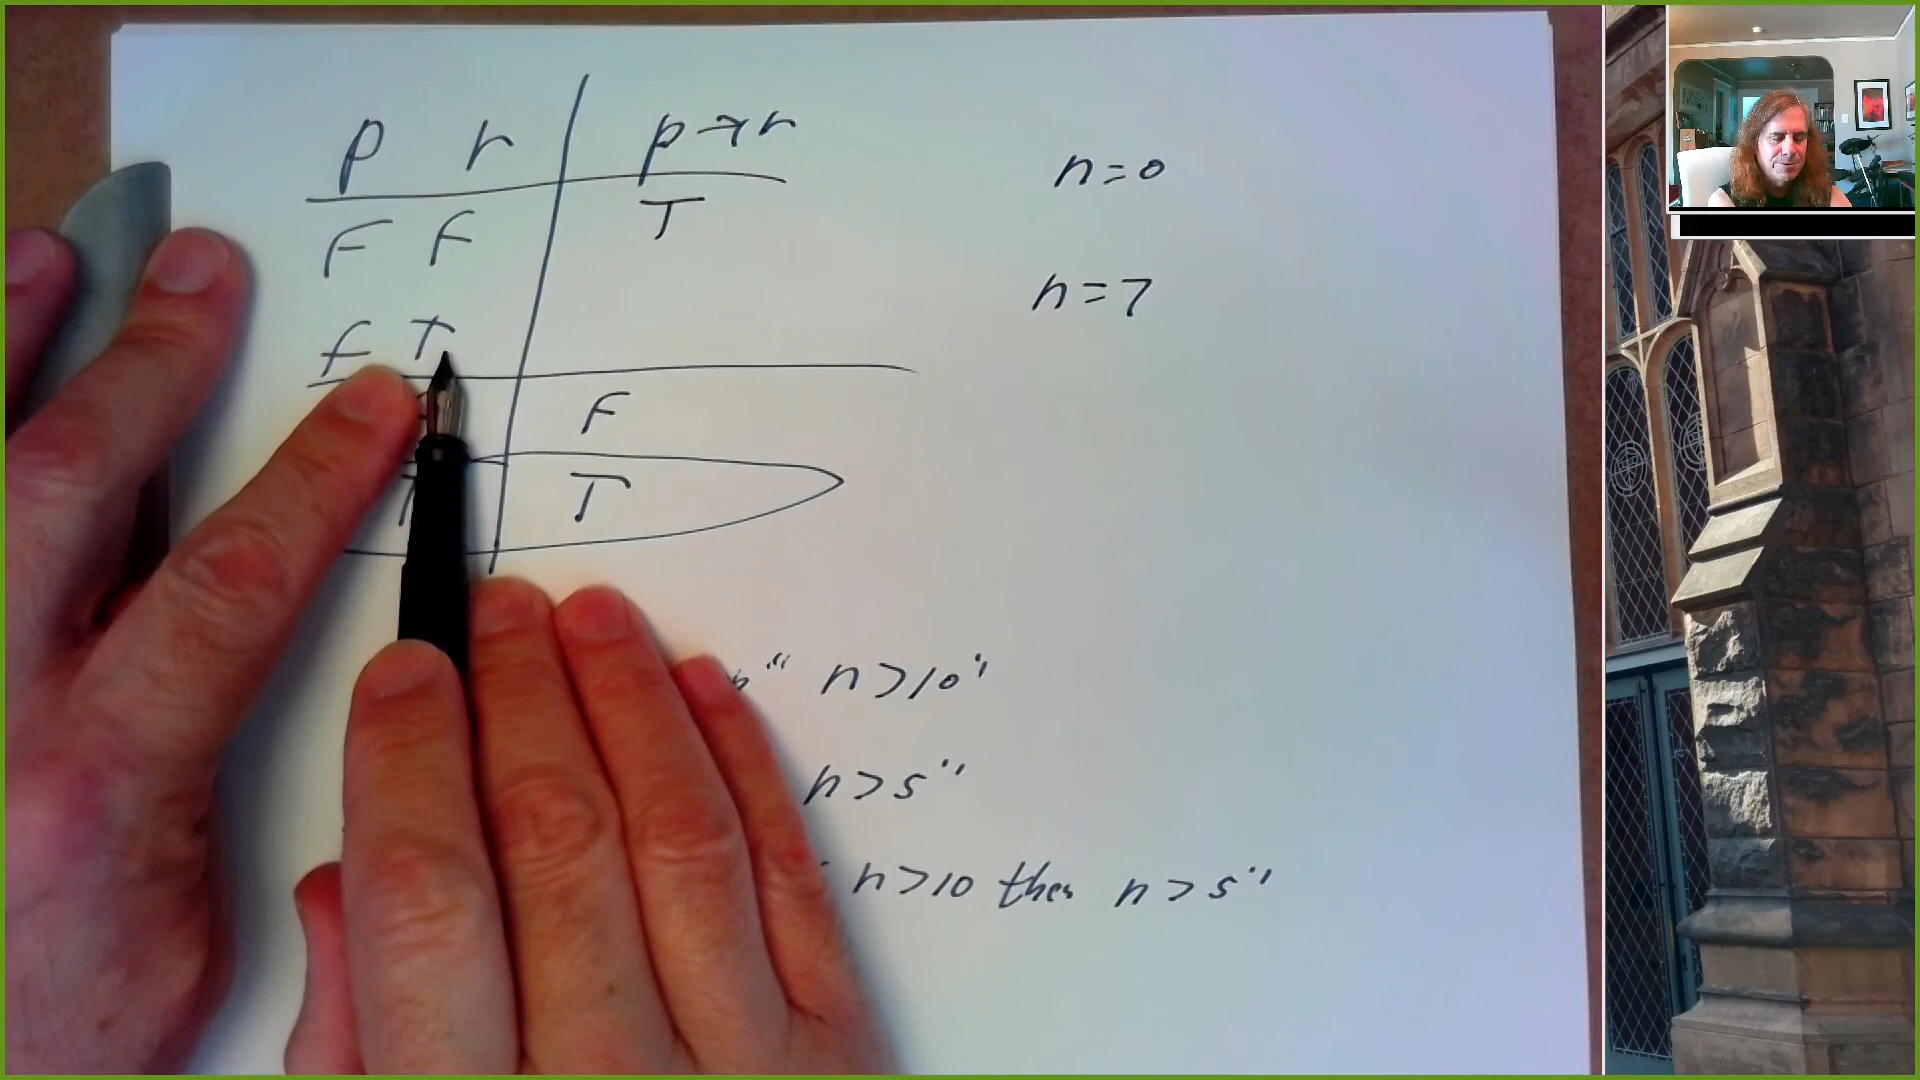 p r p→r
F F T
F T
F
T T
n=0
n=7
"n>10"
n>5"
n>10 then n>5"